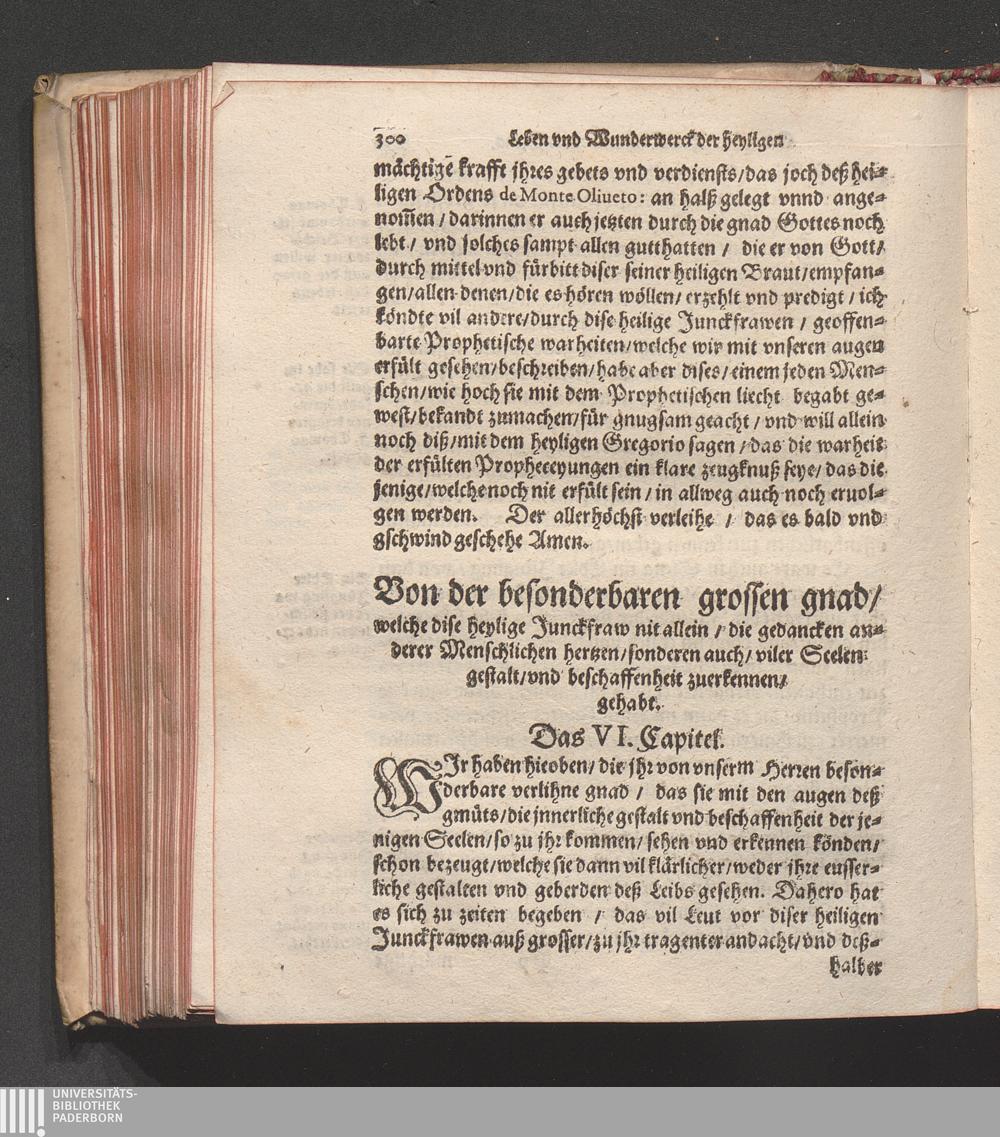 300 Leben vnd Wunderwerck der heyligen
mächtige krafft jhres gebets vnd verdiensts/das joch deß hei-
ligen Ordens de Monte Oliueto: an halß gelegt vnnd ange-
nom̃en/darinnen er auch jetzten durch die gnad Gottes noch
lebt/ vnd solches sampt allen gutthatten / die er von Gott/
durch mittel vnd fürbitt diser seiner heiligen Braut/empfan-
gen/allen denen/die es hören wöllen/ erzehlt vnd predigt / ich
köndte vil andere/durch dise heilige Junckfrawen / geoffen-
barte Prophetische warheiten/welche wir mit vnseren augen
erfült gesehen/beschreiben/habe aber dises/einem jeden Men-
schen/wie hoch sie mit dem Prophetischen liecht begabt ge-
west/bekandt zumachen/für gnugsam geacht / vnd will allein
noch diß/mit dem heyligen Gregorio sagen / das die warheit
der erfülten Propheceyungen ein klare zeugknuß seye/ das die
jenige/welche noch nit erfült sein / in allweg auch noch eruol-
gen werden. Der allerhöchst verleihe / das es bald vnd
gschwind geschehe Amen.
Von der besonderbaren grossen gnad/
welche dise heylige Junckfraw nit allein / die gedancken an-
derer Menschlichen hertzen/sonderen auch/ viler Seelen
gestalt/vnd beschaffenheit zuerkennen/
gehabt.
Das VI. Capitel.
WIr haben hieoben/die jhr von vnserm Herren beson-
derbare verlihne gnad / das sie mit den augen deß
gmüts/die jnnerliche gestalt vnd beschaffenheit der je-
nigen Seelen/so zu jhr kommen/sehen vnd erkennen könden/
schon bezeugt/welche sie dann vil klärlicher/weder jhre eusser-
liche gestalten vnd geberden deß Leibs gesehen. Dahero hat
es sich zu zeiten begeben / das vil Leut vor diser heiligen
Junckfrawen auß grosser/zu jhr tragenter andacht/vnd deß-
halber
UNIVERSITÄTS-
BIBLIOTHEK
PADERBORN